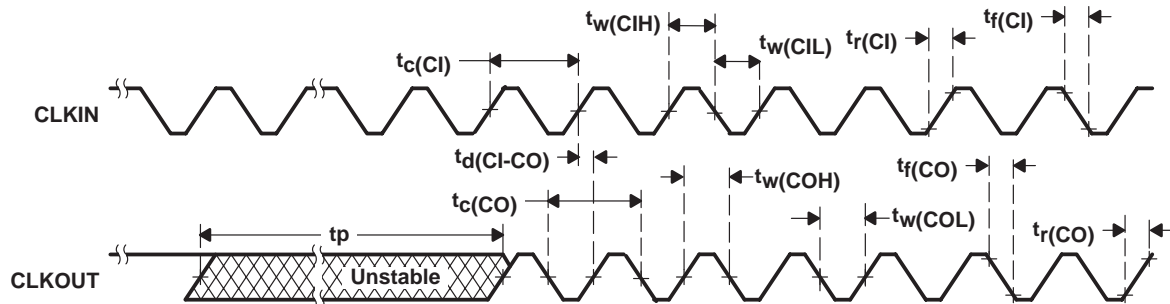 tw(CIH)
tw(CIL)
tr(CI)
tf(CI)
tc(CI)
CLKIN
td(CI-CO)
tc(CO)
tw(COH)
tw(COL)
tf(CO)
tr(CO)
tp
CLKOUT
Unstable